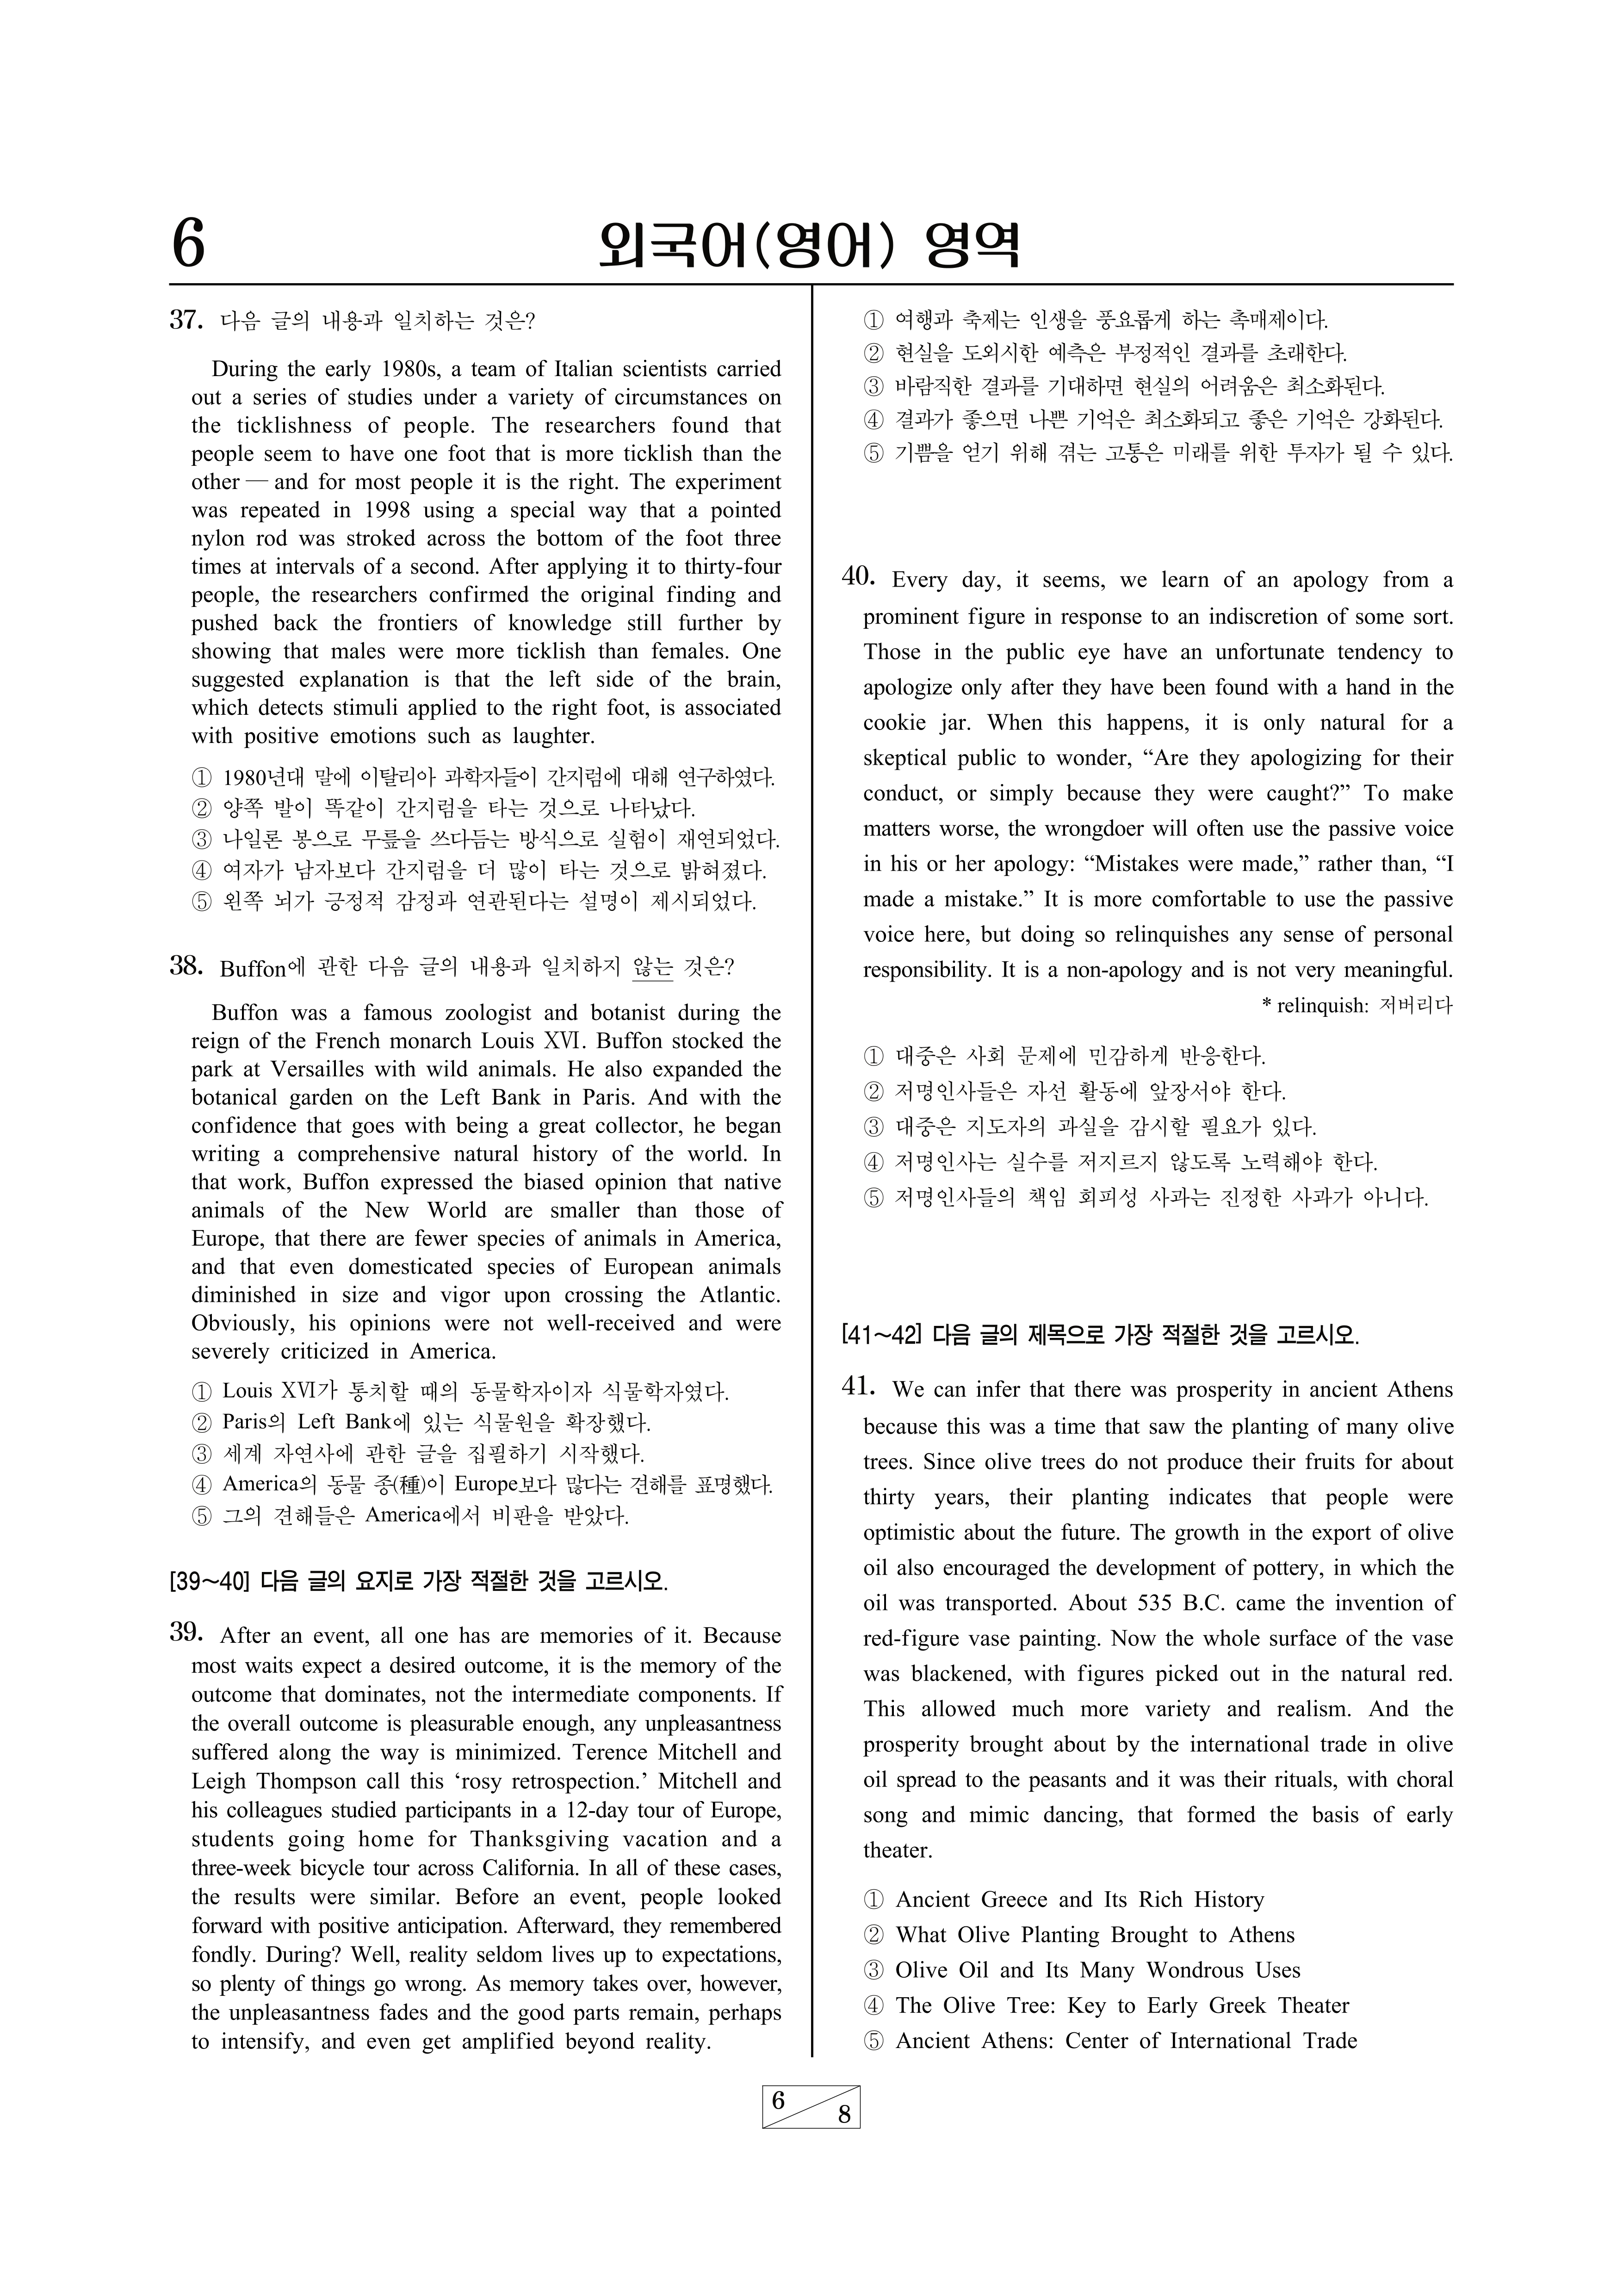 6
외국어(영어) 영역
37. 다음 글의 내용과 일치하는 것은?
During the early 1980s, a team of Italian scientists carried
out a series of studies under a variety of circumstances on
the ticklishness of people. The researchers found that
people seem to have one foot that is more ticklish than the
other — and for most people it is the right. The experiment
was repeated in 1998 using a special way that a pointed
nylon rod was stroked across the bottom of the foot three
times at intervals of a second. After applying it to thirty-four
people, the researchers confirmed the original finding and
pushed back the frontiers of knowledge still further by
showing that males were more ticklish than females. One
suggested explanation is that the left side of the brain,
which detects stimuli applied to the right foot, is associated
with positive emotions such as laughter.
① 1980년대 말에 이탈리아 과학자들이 간지럼에 대해 연구하였다.
② 양쪽 발이 똑같이 간지럼을 타는 것으로 나타났다.
③ 나일론 봉으로 무릎을 쓰다듬는 방식으로 실험이 재연되었다.
④ 여자가 남자보다 간지럼을 더 많이 타는 것으로 밝혀졌다.
⑤ 왼쪽 뇌가 긍정적 감정과 연관된다는 설명이 제시되었다.
38. Buffon에 관한 다음 글의 내용과 일치하지 않는 것은?
Buffon was a famous zoologist and botanist during the
reign of the French monarch Louis XVI. Buffon stocked the
park at Versailles with wild animals. He also expanded the
botanical garden on the Left Bank in Paris. And with the
confidence that goes with being a great collector, he began
writing a comprehensive natural history of the world. In
that work, Buffon expressed the biased opinion that native
animals of the New World are smaller than those of
Europe, that there are fewer species of animals in America,
and that even domesticated species of European animals
diminished in size and vigor upon crossing the Atlantic.
Obviously, his opinions were not well-received and were
severely criticized in America.
① Louis XVI가 통치할 때의 동물학자이자 식물학자였다.
② Paris의 Left Bank에 있는 식물원을 확장했다.
③ 세계 자연사에 관한 글을 집필하기 시작했다.
④ America의 동물 종(種)이 Europe보다 많다는 견해를 표명했다.
⑤ 그의 견해들은 America에서 비판을 받았다.
[39~40] 다음 글의 요지로 가장 적절한 것을 고르시오.
39. After an event, all one has are memories of it. Because
most waits expect a desired outcome, it is the memory of the
outcome that dominates, not the intermediate components. If
the overall outcome is pleasurable enough, any unpleasantness
suffered along the way is minimized. Terence Mitchell and
Leigh Thompson call this ‘rosy retrospection.’ Mitchell and
his colleagues studied participants in a 12-day tour of Europe,
students going home for Thanksgiving vacation and a
three-week bicycle tour across California. In all of these cases,
the results were similar. Before an event, people looked
forward with positive anticipation. Afterward, they remembered
fondly. During? Well, reality seldom lives up to expectations,
so plenty of things go wrong. As memory takes over, however,
the unpleasantness fades and the good parts remain, perhaps
to intensify, and even get amplified beyond reality.
① 여행과 축제는 인생을 풍요롭게 하는 촉매제이다.
② 현실을 도외시한 예측은 부정적인 결과를 초래한다.
③ 바람직한 결과를 기대하면 현실의 어려움은 최소화된다.
④ 결과가 좋으면 나쁜 기억은 최소화되고 좋은 기억은 강화된다.
⑤ 기쁨을 얻기 위해 겪는 고통은 미래를 위한 투자가 될 수 있다.
40. Every day, it seems, we learn of an apology from a
prominent figure in response to an indiscretion of some sort.
Those in the public eye have an unfortunate tendency to
apologize only after they have been found with a hand in the
cookie jar. When this happens, it is only natural for a
skeptical public to wonder, “Are they apologizing for their
conduct, or simply because they were caught?” To make
matters worse, the wrongdoer will often use the passive voice
in his or her apology: “Mistakes were made,” rather than, “I
made a mistake.” It is more comfortable to use the passive
voice here, but doing so relinquishes any sense of personal
responsibility. It is a non-apology and is not very meaningful.
* relinquish: 저버리다
① 대중은 사회 문제에 민감하게 반응한다.
② 저명인사들은 자선 활동에 앞장서야 한다.
③ 대중은 지도자의 과실을 감시할 필요가 있다.
④ 저명인사는 실수를 저지르지 않도록 노력해야 한다.
⑤ 저명인사들의 책임 회피성 사과는 진정한 사과가 아니다.
[41~42] 다음 글의 제목으로 가장 적절한 것을 고르시오.
41. We can infer that there was prosperity in ancient Athens
because this was a time that saw the planting of many olive
trees. Since olive trees do not produce their fruits for about
thirty years, their planting indicates that people were
optimistic about the future. The growth in the export of olive
oil also encouraged the development of pottery, in which the
oil was transported. About 535 B.C. came the invention of
red-figure vase painting. Now the whole surface of the vase
was blackened, with figures picked out in the natural red.
This allowed much more variety and realism. And the
prosperity brought about by the international trade in olive
oil spread to the peasants and it was their rituals, with choral
song and mimic dancing, that formed the basis of early
theater.
① Ancient Greece and Its Rich History
② What Olive Planting Brought to Athens
③ Olive Oil and Its Many Wondrous Uses
④ The Olive Tree: Key to Early Greek Theater
⑤ Ancient Athens: Center of International Trade
6
8